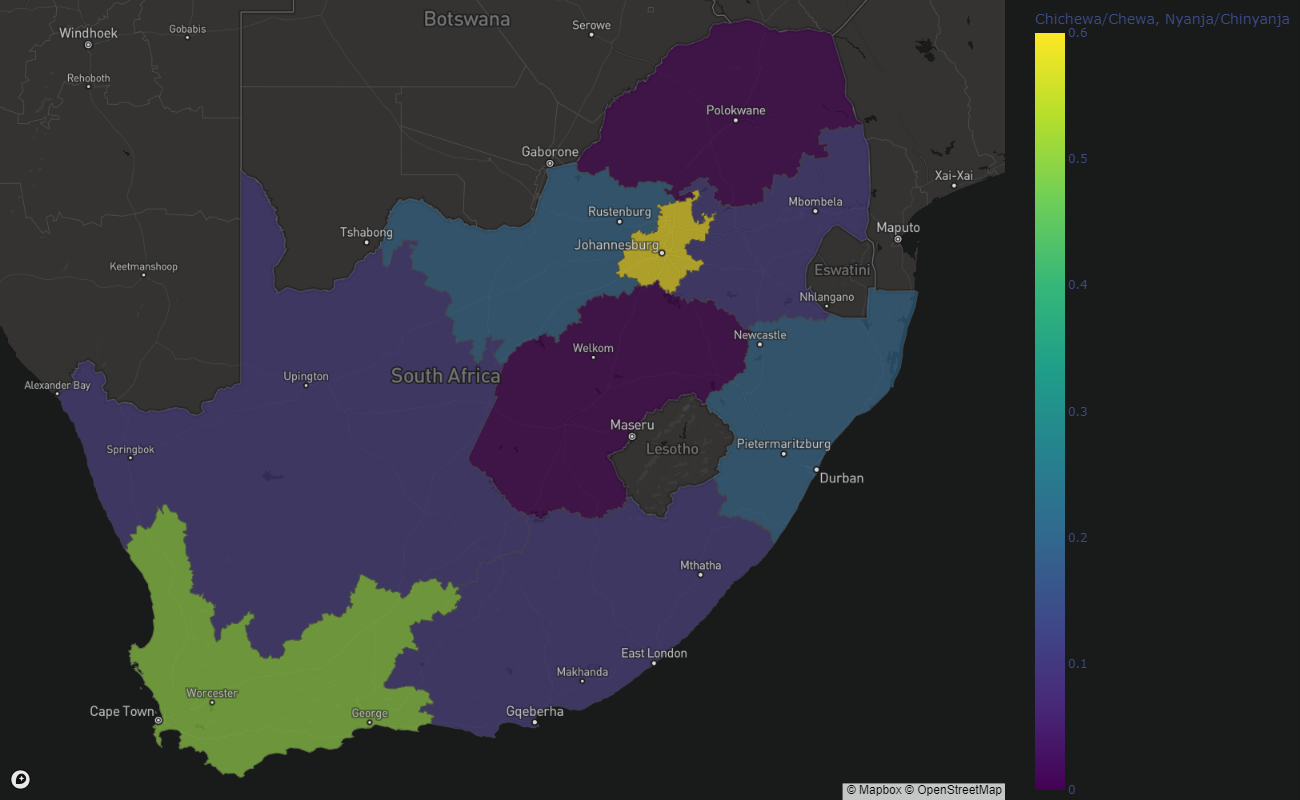 Chichewa/Chewa, Nyanja/Chinyanja
0.6
0.5
0.4
0.3
0.2
0.1
0
Botswana
Serowe
Windhoek
Gobabis
Rehoboth
Polokwane
Gaborone
Xai-Xai
Mbombela
Rustenburg
Tshabong
Maputo
Johannesburg
Keetmanshoop
Eswatini
Nhlangano
Newcastle
Welkom
South Africa
Upington
Alexander Bay
Maseru
Lesotho
Pietermaritzburg
Springbok
Durban
Mthatha
East London
Makhanda
Worcester
Cape Town
George
Gqeberha
© Mapbox © OpenStreetMap